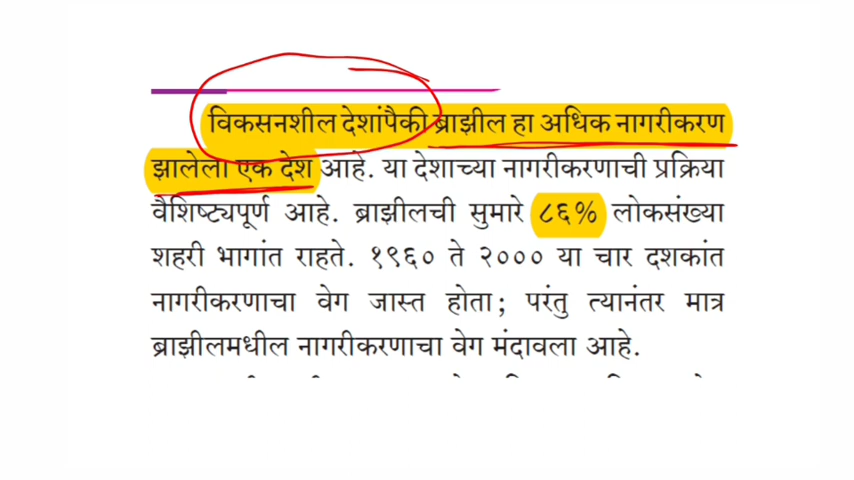 विकसनशील देशांपैकी ब्राझील हा अधिक नागरीकरण
झालेला एक देश आहे. या देशाच्या नागरीकरणाची प्रक्रिया
वैशिष्ट्यपूर्ण आहे. ब्राझीलची सुमारे ८६% लोकसंख्या
शहरी भागांत राहते. १९६० ते २००० या चार दशकांत
नागरीकरणाचा वेग जास्त होता; परंतु त्यानंतर मात्र
ब्राझीलमधील नागरीकरणाचा वेग मंदावला आहे.